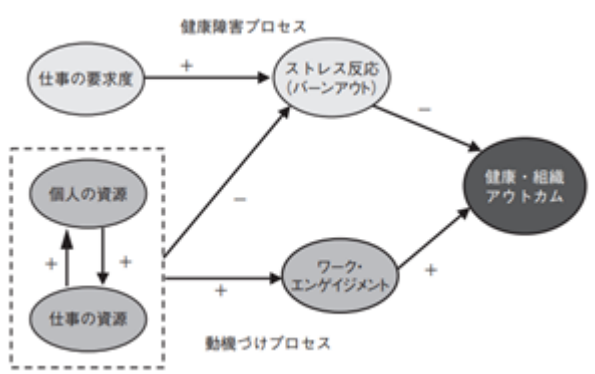 健康障害プロセス
仕事の要求度
+
ストレス反応
(バーンアウト)
−
個人の資源
−
健康・組織
アウトカム
+
+
仕事の資源
+
ワーク・
エンゲイジメント
+
動機づけプロセス